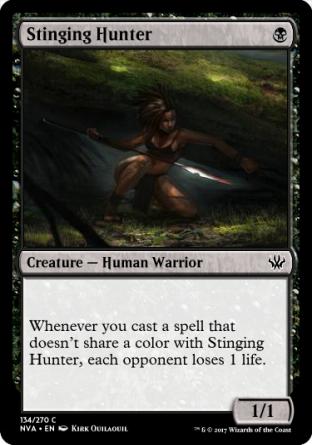 Stinging Hunter
Creature — Human Warrior
Whenever you cast a spell that
doesn't share a color with Stinging
Hunter, each opponent loses 1 life.
1/1
134/270 C
NVA • EN Kirk Quilaquil
™ & © 2017 Wizards of the Coast